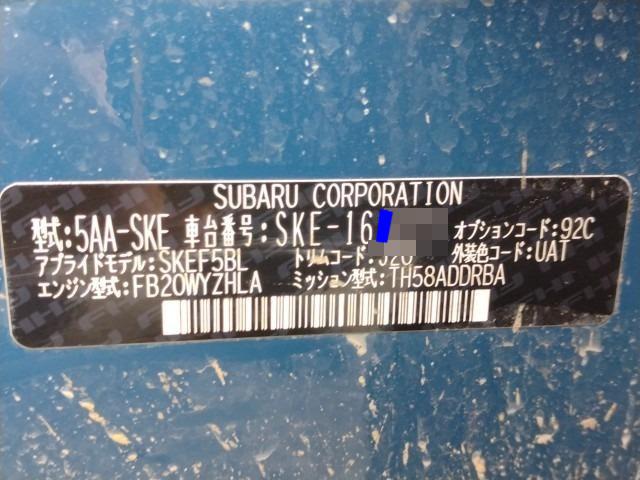 SUBARU CORPORATION
型式:5AA-SKE 車台番号:SKE-16 オプションコード:92C
アプライドモデル:SKEF5BL トリムコード: 外装色コード:UAT
エンジン型式:FB20WYZHLA ミッション型式:TH58ADDRBA